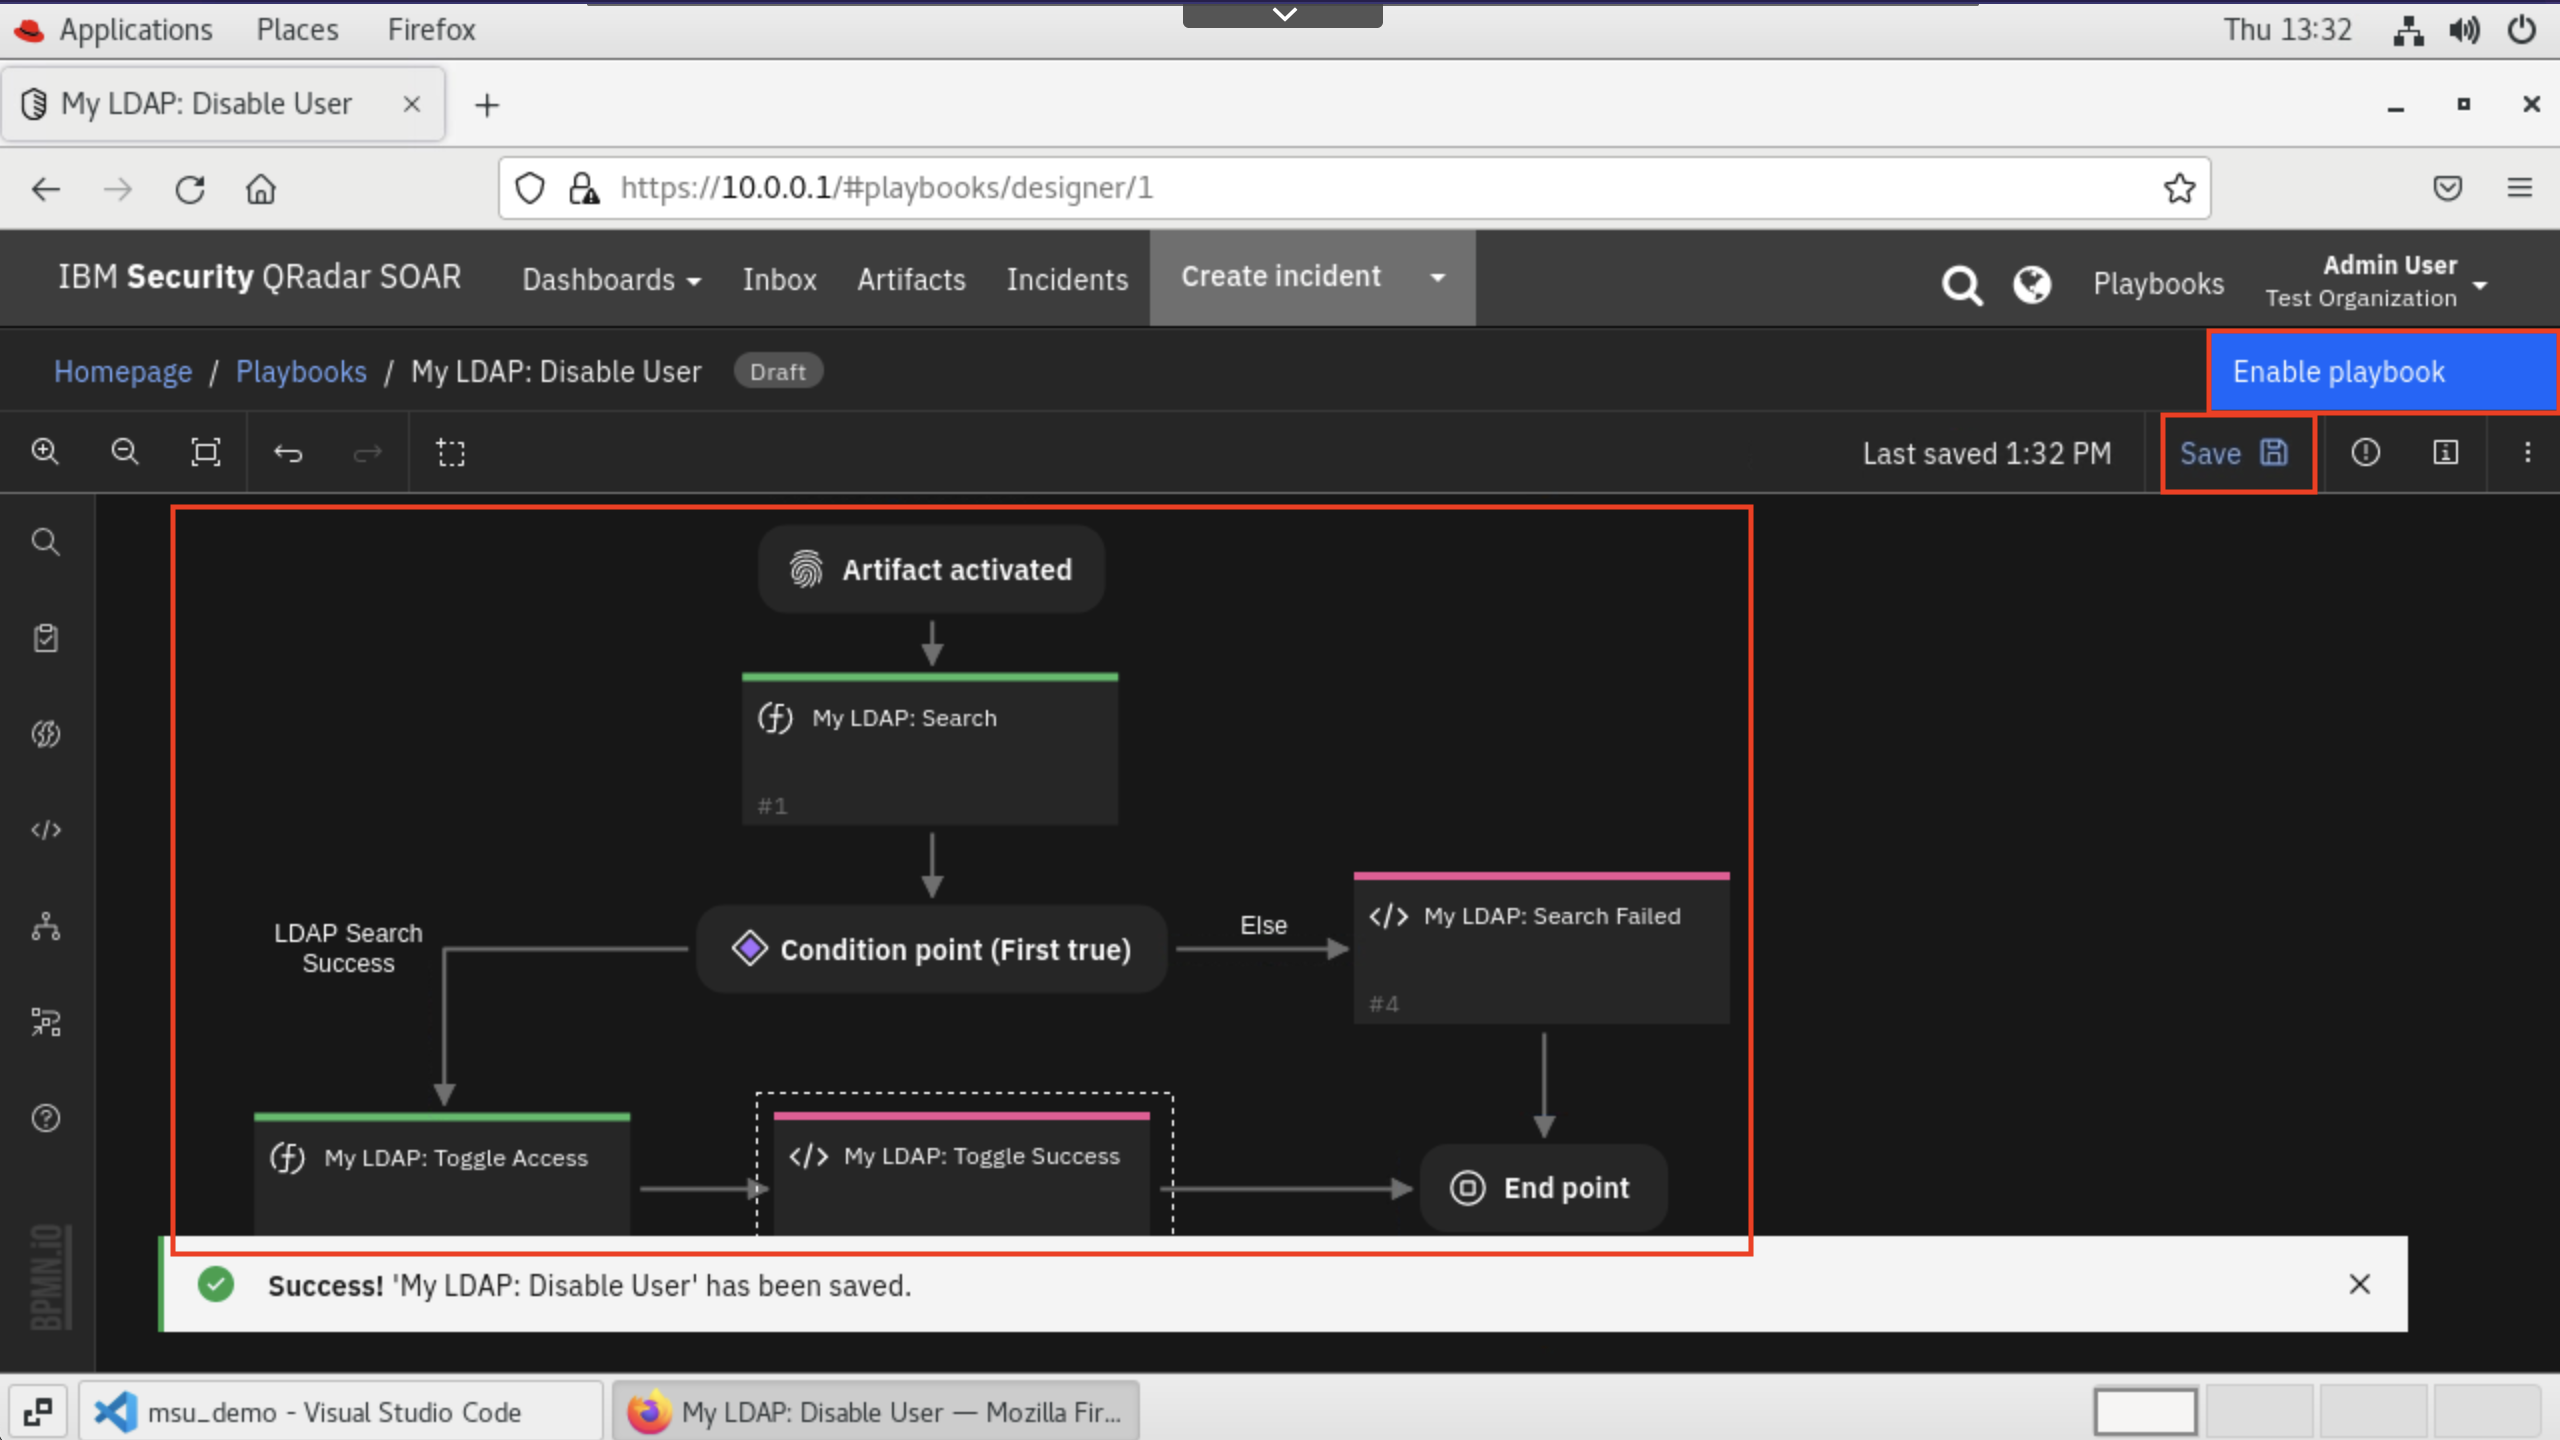 Applications Places Firefox Thu 13:32
My LDAP: Disable User
https://10.0.0.1/#playbooks/designer/1
IBM Security QRadar SOAR Dashboards Inbox Artifacts Incidents Create incident Playbooks Admin User
Test Organization
Homepage / Playbooks / My LDAP: Disable User Draft Enable playbook
Last saved 1:32 PM Save
Artifact activated
My LDAP: Search
#1
LDAP Search
Success
Condition point (First true)
Else
My LDAP: Search Failed
#4
My LDAP: Toggle Access
My LDAP: Toggle Success
End point
BPMN.iO
Success! 'My LDAP: Disable User' has been saved.
msu_demo - Visual Studio Code My LDAP: Disable User — Mozilla Fir...